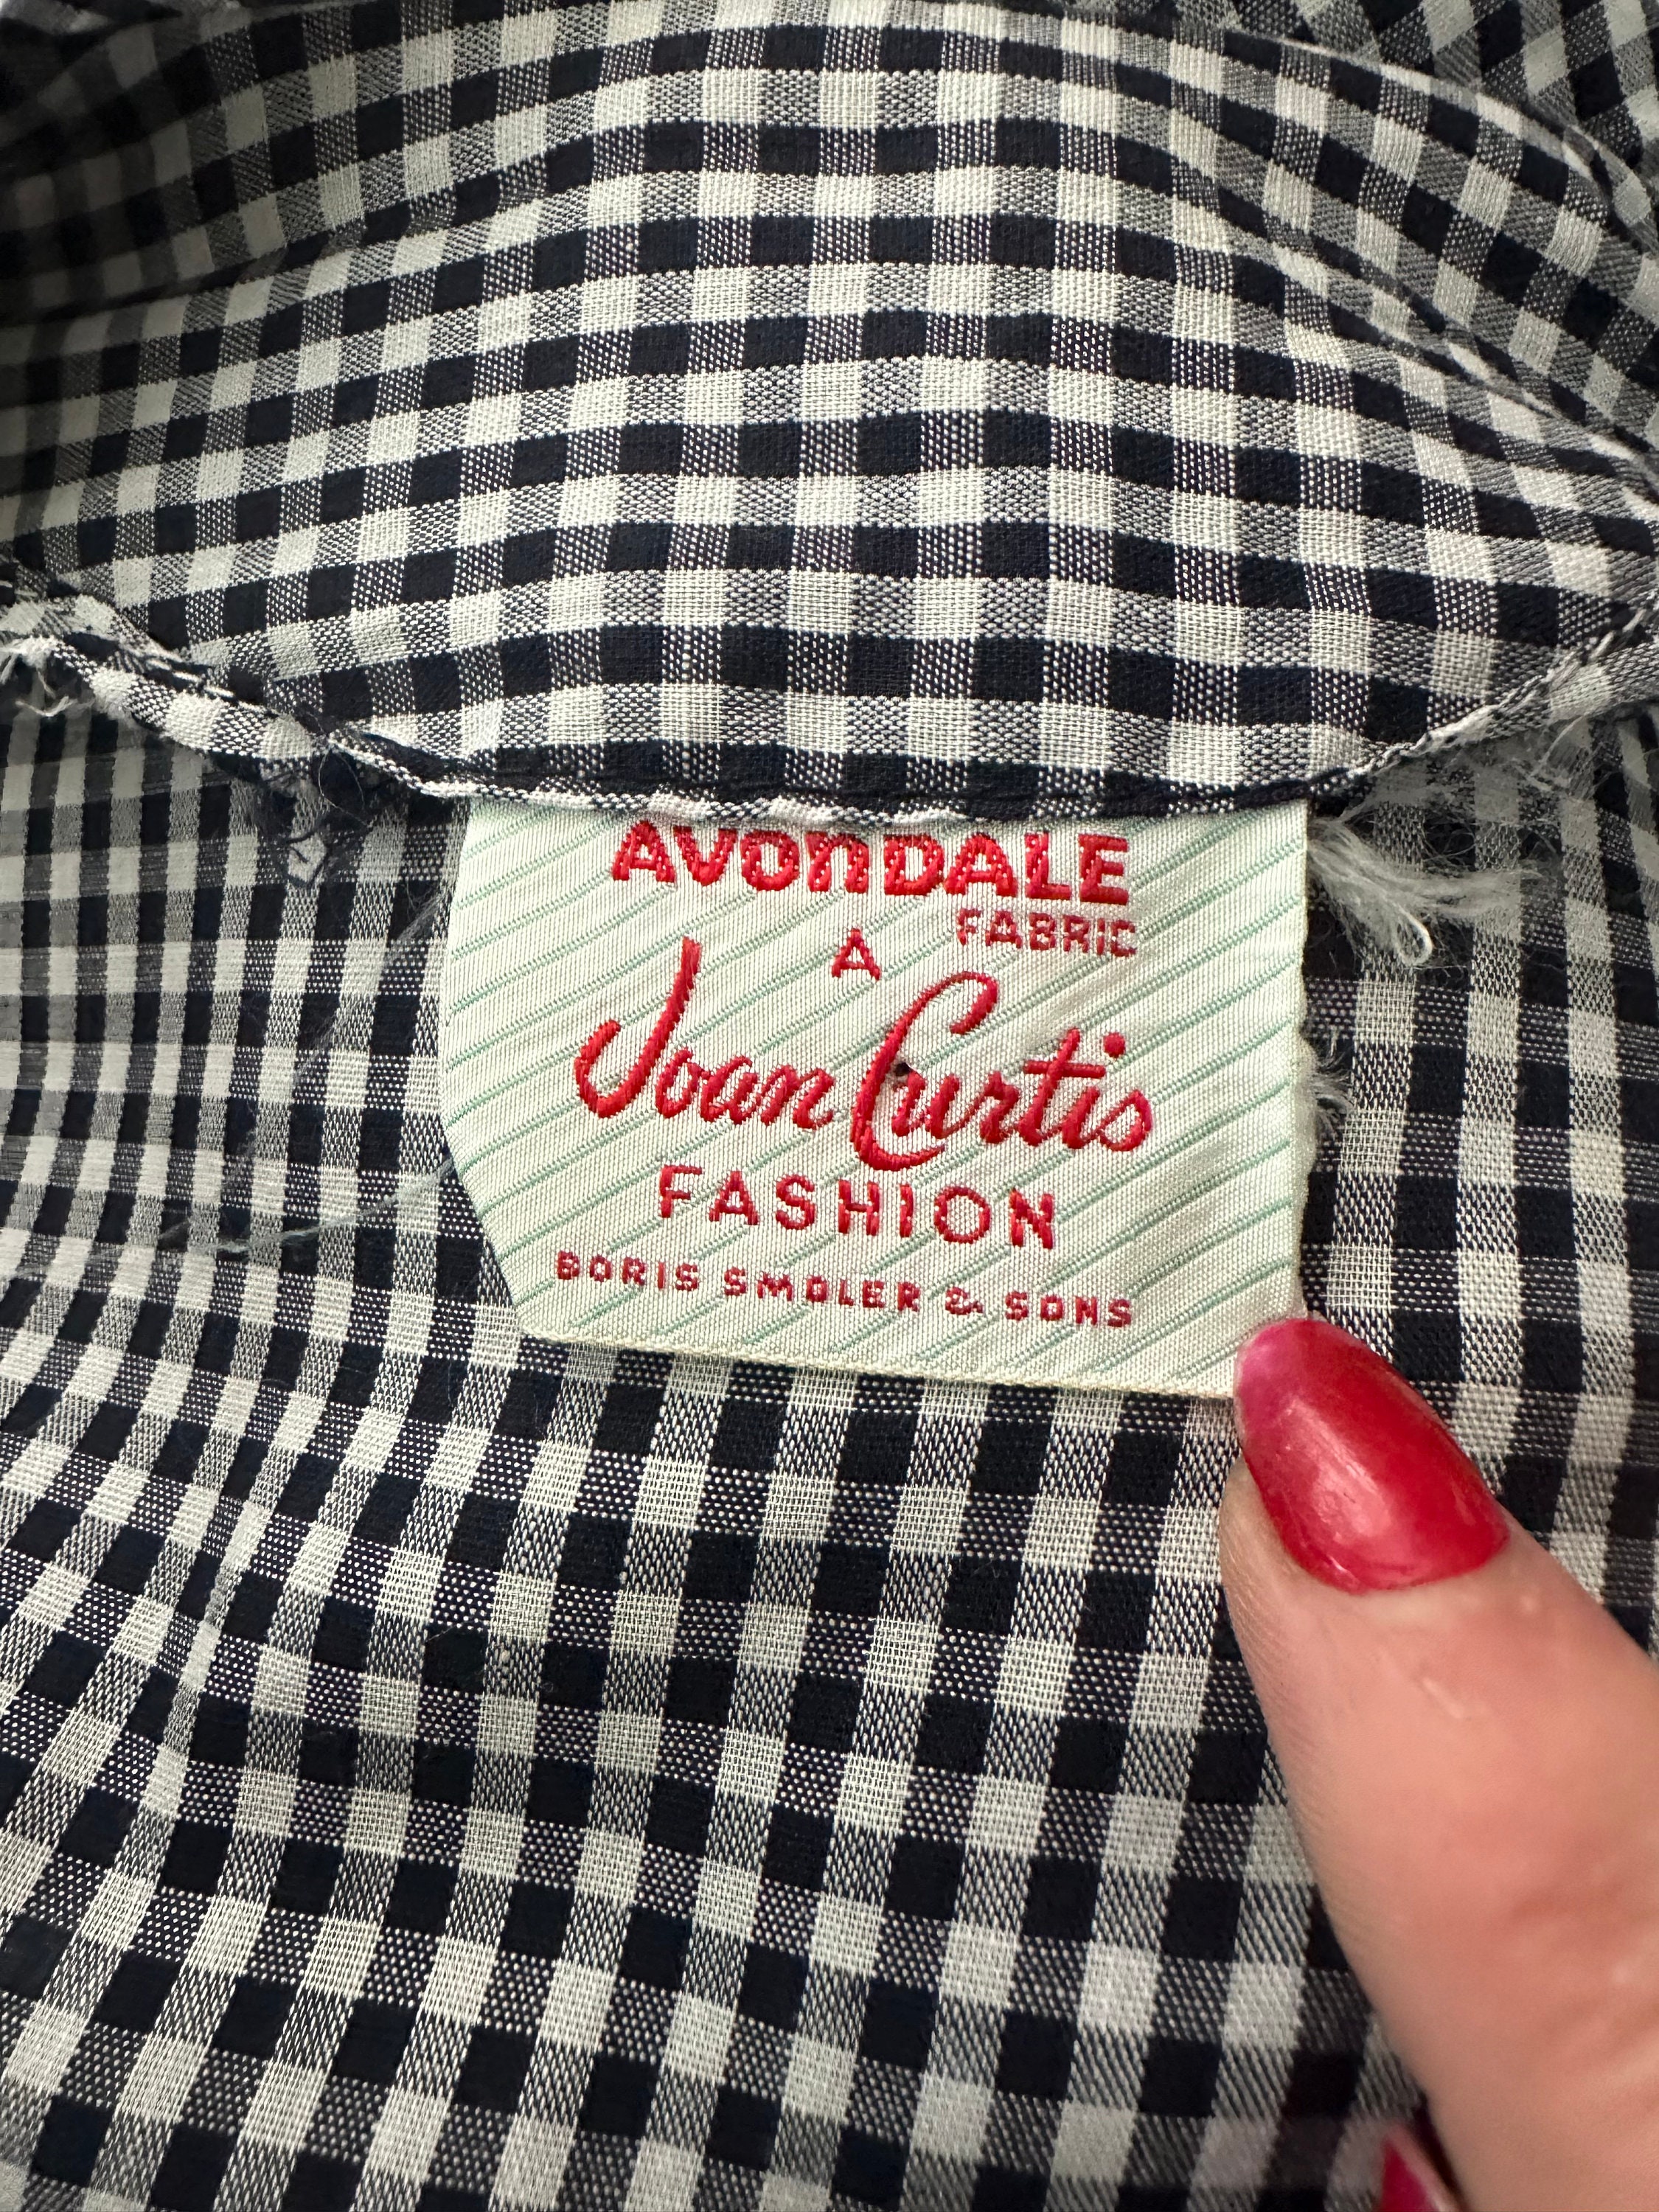 AVONDALE
FABRIC
A
Joan Curtis
FASHION
BORIS SMOLER & SONS